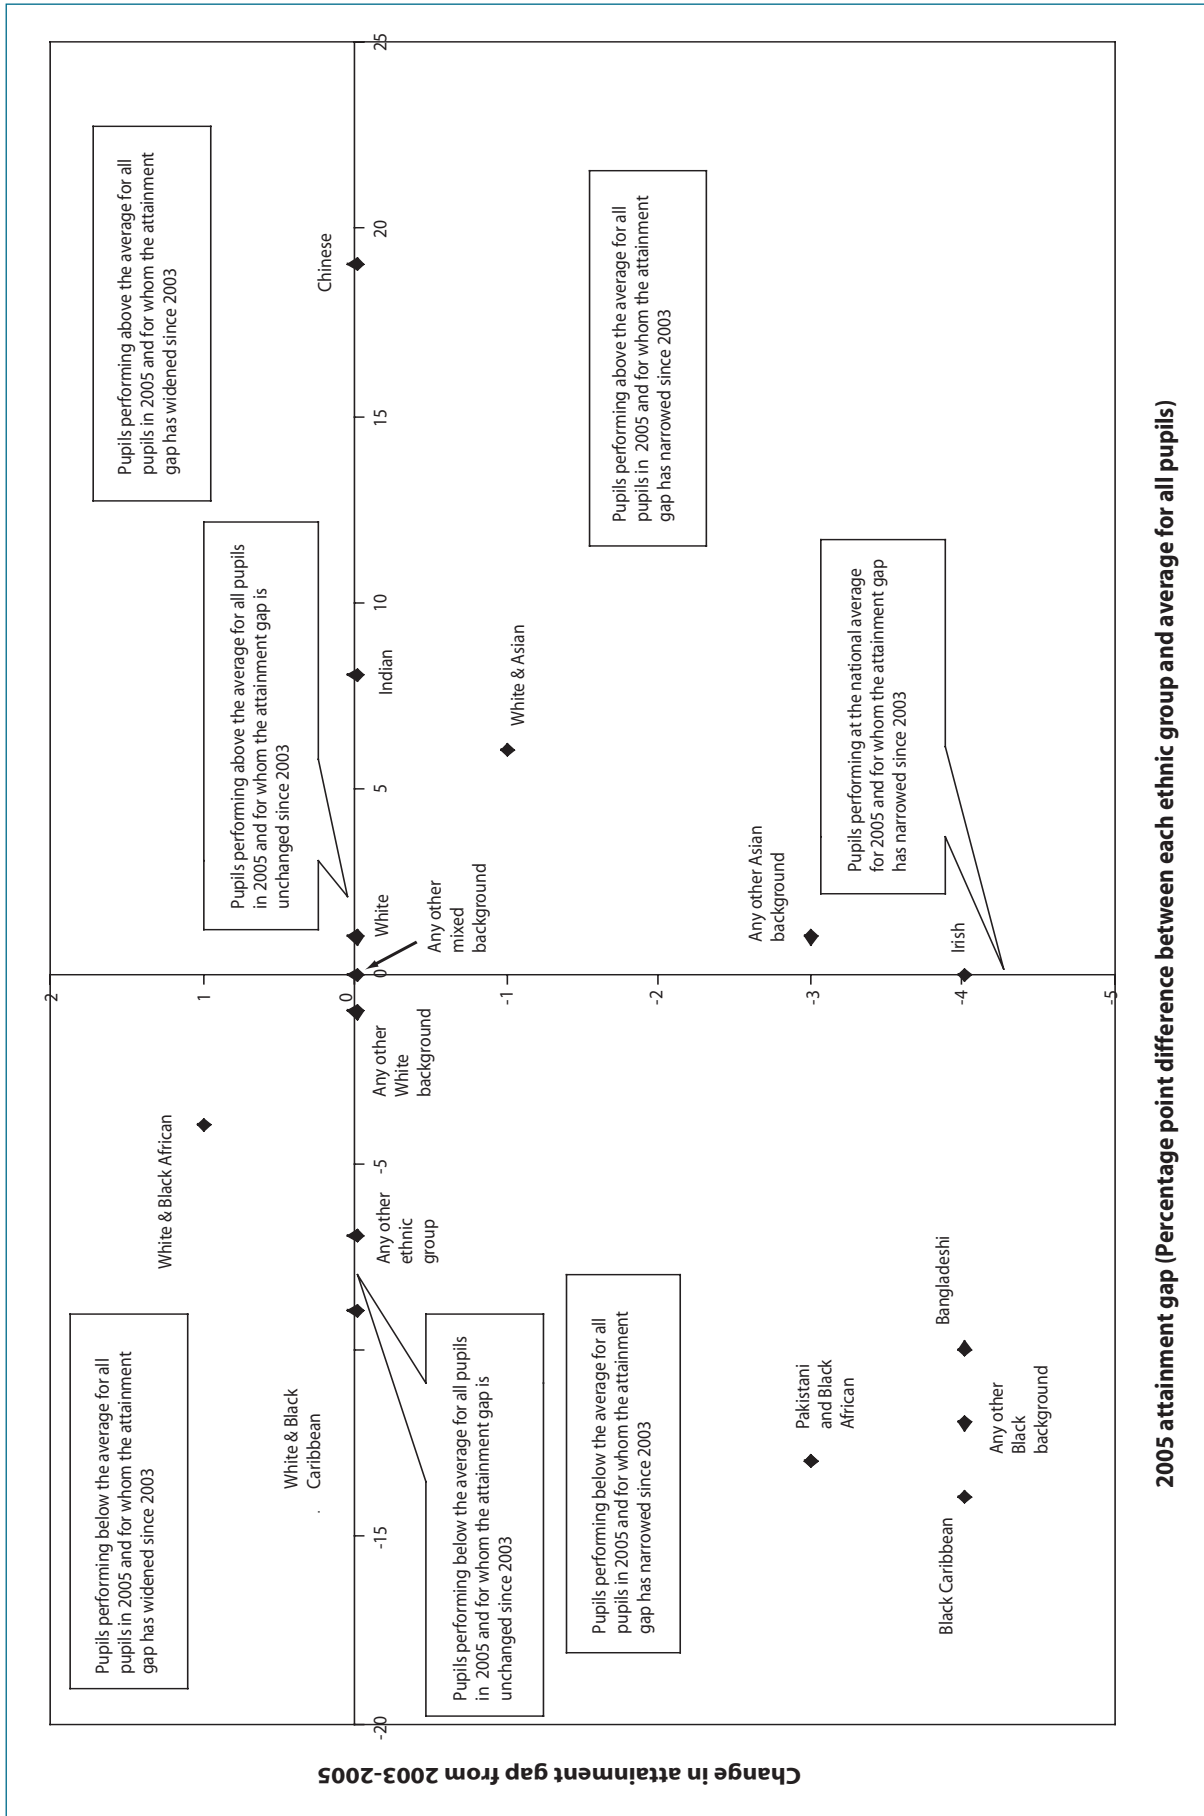 Change in attainment gap from 2003-2005
Pupils performing below the average for all
pupils in 2005 and for whom the attainment
gap has widened since 2003
White & Black African
Pupils performing above the average for all pupils
in 2005 and for whom the attainment gap is
unchanged since 2003
Pupils performing above the average for all
pupils in 2005 and for whom the attainment
gap has widened since 2003
White & Black
Caribbean
Chinese
2
1
0
-1
-2
-3
-4
-5
-20
-15
-5
0
5
10
15
20
25
Any other
ethnic
group
Any other
White
background
White
Any other
mixed
background
Indian
White & Asian
Pupils performing below the average for all pupils
in 2005 and for whom the attainment gap is
unchanged since 2003
Pupils performing below the average for all
pupils in 2005 and for whom the attainment
gap has narrowed since 2003
Pupils performing above the average for all
pupils in 2005 and for whom the attainment
gap has narrowed since 2003
Pakistani
and Black
African
Any other Asian
background
Pupils performing at the national average
for 2005 and for whom the attainment gap
has narrowed since 2003
Black Caribbean
Any other
Black
background
Bangladeshi
Irish
2005 attainment gap (Percentage point difference between each ethnic group and average for all pupils)